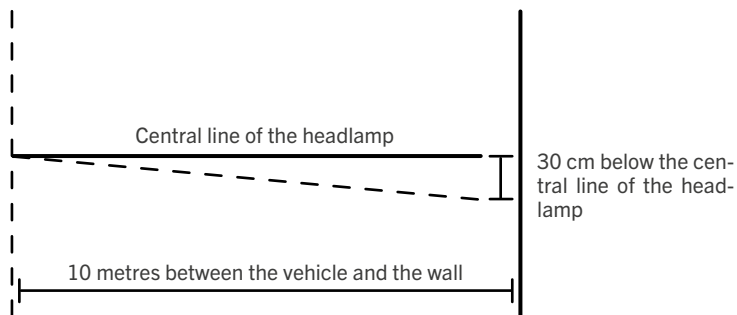 Central line of the headlamp
30 cm below the cen-
tral line of the head-
lamp
10 metres between the vehicle and the wall